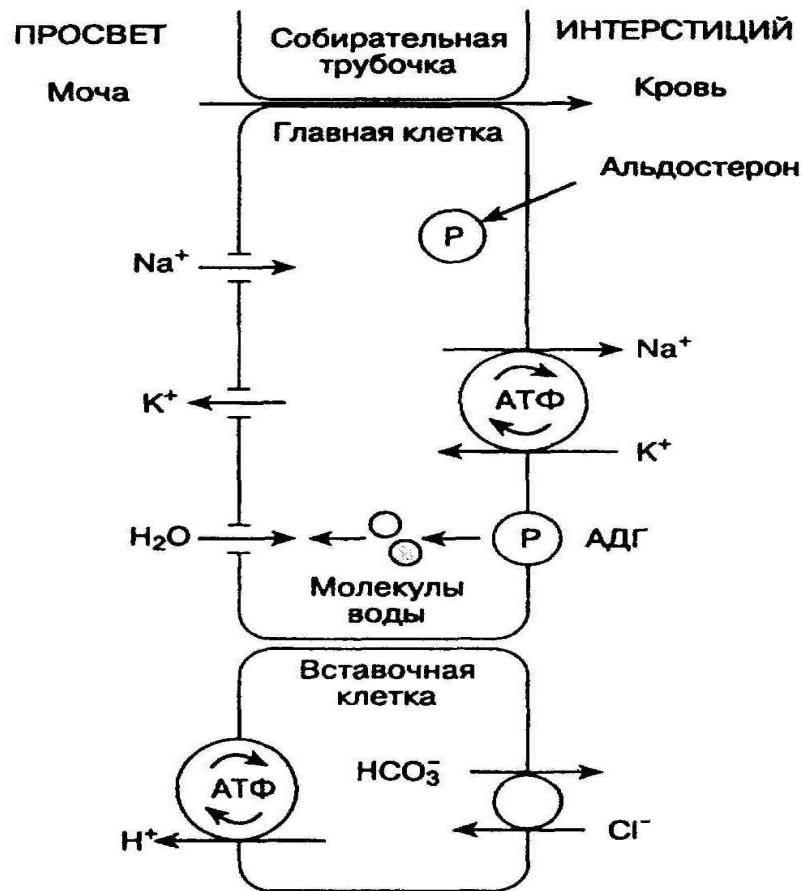 ПРОСВЕТ
Собирательная
трубочка
ИНТЕРСТИЦИЙ
Моча
Кровь
Главная клетка
Альдостерон
Р
Na⁺
Na⁺
АТФ
K⁺
K⁺
H₂O
Р
АДГ
Молекулы
воды
Вставочная
клетка
HCO₃⁻
АТФ
H⁺
Cl⁻